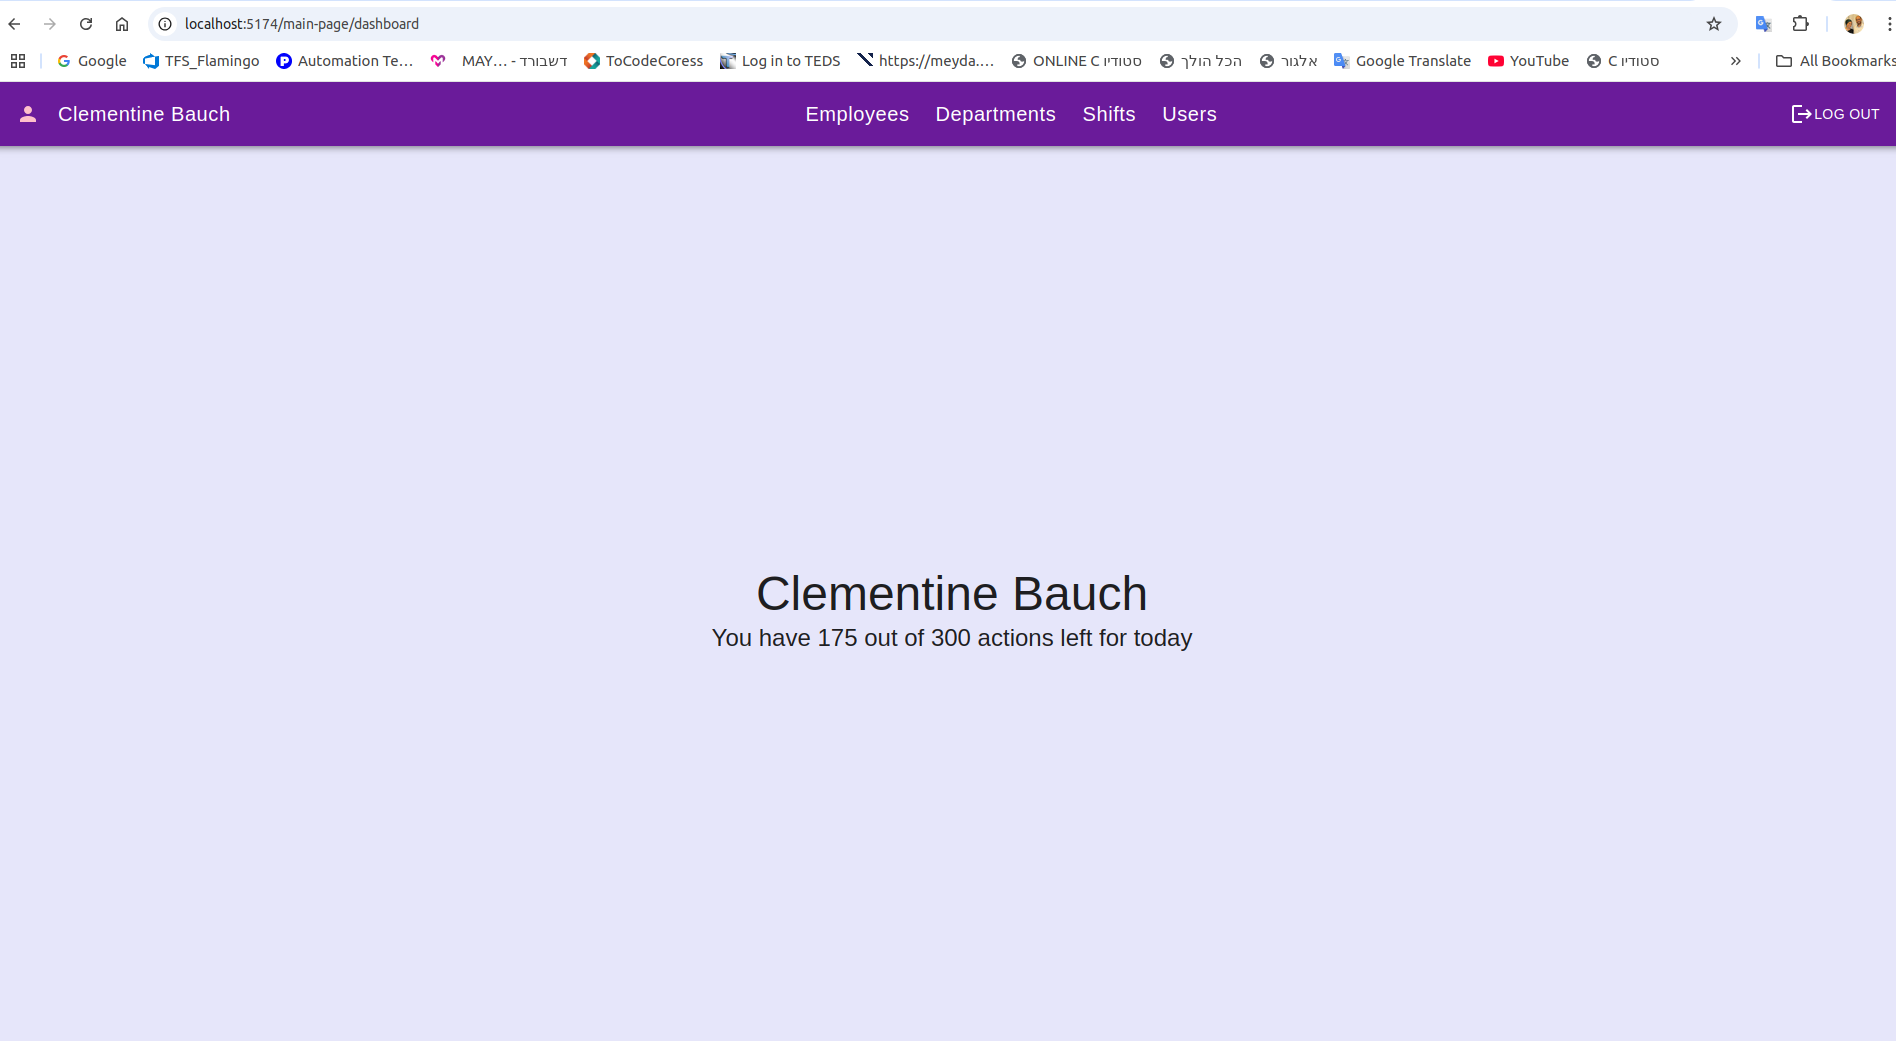 localhost:5174/main-page/dashboard
Google TFS_Flamingo Automation Te… MAY… - דשבורד ToCodeCoress Log in to TEDS https://meyda.… ONLINE C סטודיו הכל הולך אלגור Google Translate YouTube C סטודיו » All Bookmarks
Clementine Bauch Employees Departments Shifts Users LOG OUT
Clementine Bauch
You have 175 out of 300 actions left for today